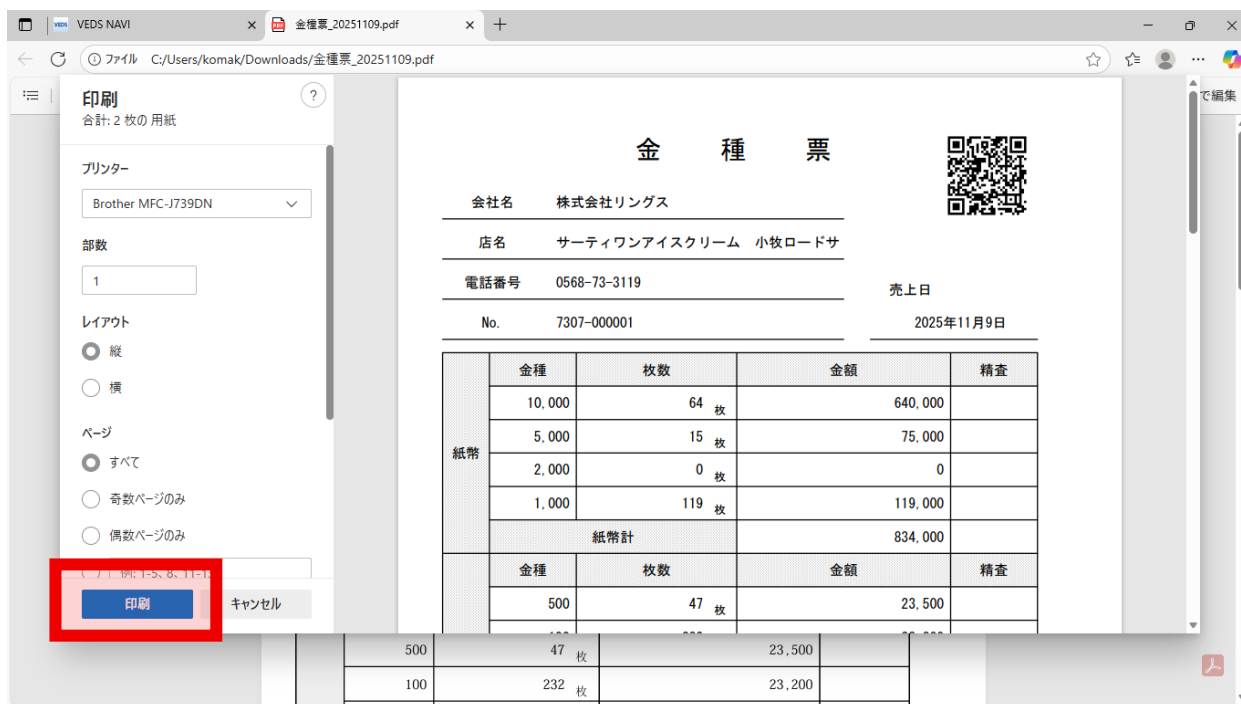 VEDS VEDS NAVI
PDF 金種票_20251109.pdf
ファイル C:/Users/komak/Downloads/金種票_20251109.pdf
で編集
印刷
?
合計: 2 枚の 用紙
プリンター
Brother MFC-J739DN
部数
1
レイアウト
縦
横
ページ
すべて
奇数ページのみ
偶数ページのみ
例: 1-5、8、11-1
印刷 キャンセル
金 種 票
会社名 株式会社リングス
店名 サーティワンアイスクリーム 小牧ロードサ
電話番号 0568-73-3119
売上日
No. 7307-000001 2025年11月9日
金種 枚数 金額 精査
紙幣
10,000 64 枚 640,000
5,000 15 枚 75,000
2,000 0 枚 0
1,000 119 枚 119,000
紙幣計 834,000
金種 枚数 金額 精査
500 47 枚 23,500
500 47 枚 23,500
100 232 枚 23,200